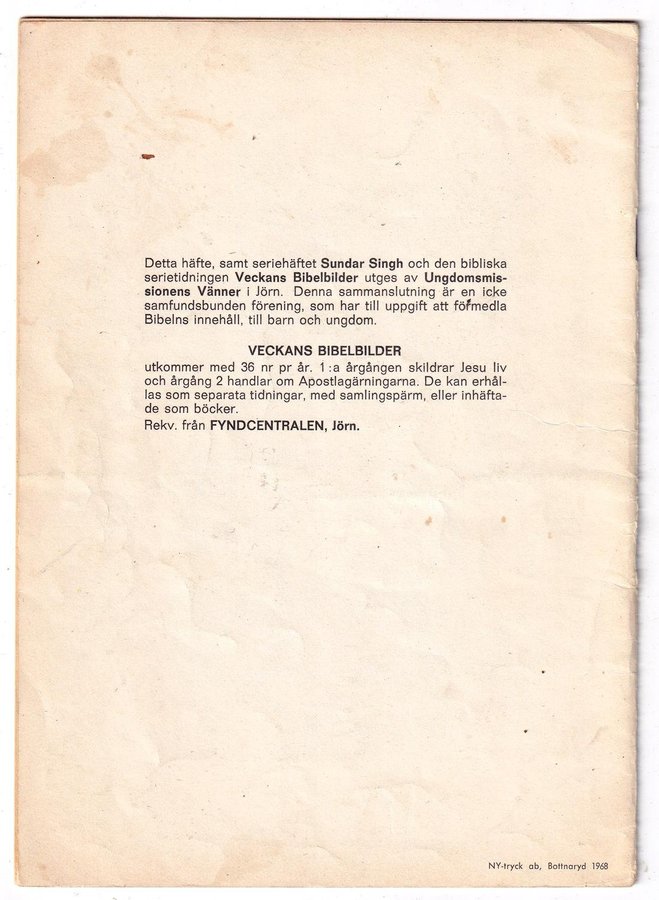 Detta häfte, samt seriehäftet Sundar Singh och den bibliska
serietidningen Veckans Bibelbilder utges av Ungdomsmis-
sionens Vänner i Jörn. Denna sammanslutning är en icke
samfundsbunden förening, som har till uppgift att förmedla
Bibelns innehåll, till barn och ungdom.
VECKANS BIBELBILDER
utkommer med 36 nr pr år. 1:a årgången skildrar Jesu liv
och årgång 2 handlar om Apostlagärningarna. De kan erhål-
las som separata tidningar, med samlingspärm, eller inhäfta-
de som böcker.
Rekv. från FYNDCENTRALEN, Jörn.
NY-tryck ab, Bottnaryd 1968